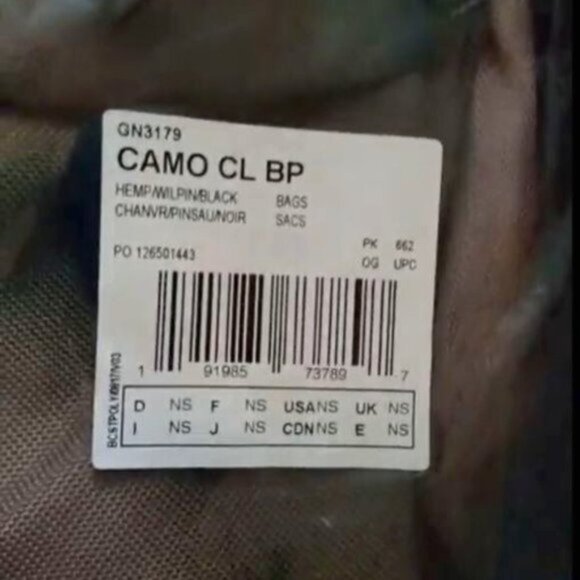 GN3179
CAMO CL BP
HEMP/WILPIN/BLACK BAGS
CHANVR/PINSAU/NOIR SACS
PO 126501443
PK 662
OG UPC
1 91985 73789 7
D NS F NS USA NS UK NS
I NS J NS CDN NS E NS